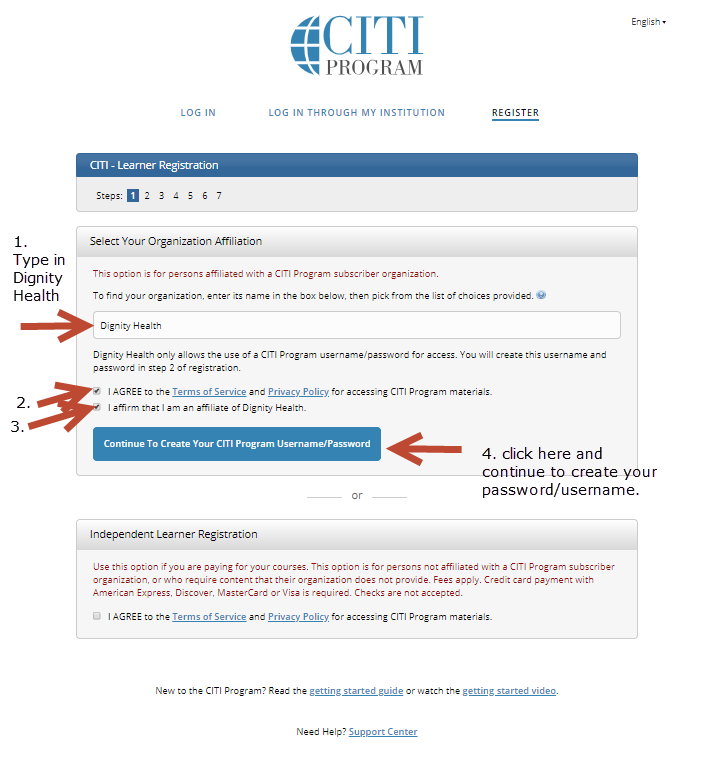 English
CITI
PROGRAM
LOG IN
LOG IN THROUGH MY INSTITUTION
REGISTER
CITI - Learner Registration
Steps: 1 2 3 4 5 6 7
1.
Type in
Dignity
Health
Select Your Organization Affiliation
This option is for persons affiliated with a CITI Program subscriber organization.
To find your organization, enter its name in the box below, then pick from the list of choices provided.
Dignity Health
Dignity Health only allows the use of a CITI Program username/password for access. You will create this username and
password in step 2 of registration.
2.
I AGREE to the Terms of Service and Privacy Policy for accessing CITI Program materials.
3.
I affirm that I am an affiliate of Dignity Health.
Continue To Create Your CITI Program Username/Password
4. click here and
continue to create your
password/username.
or
Independent Learner Registration
Use this option if you are paying for your courses. This option is for persons not affiliated with a CITI Program subscriber
organization, or who require content that their organization does not provide. Fees apply. Credit card payment with
American Express, Discover, MasterCard or Visa is required. Checks are not accepted.
I AGREE to the Terms of Service and Privacy Policy for accessing CITI Program materials.
New to the CITI Program? Read the getting started guide or watch the getting started video.
Need Help? Support Center